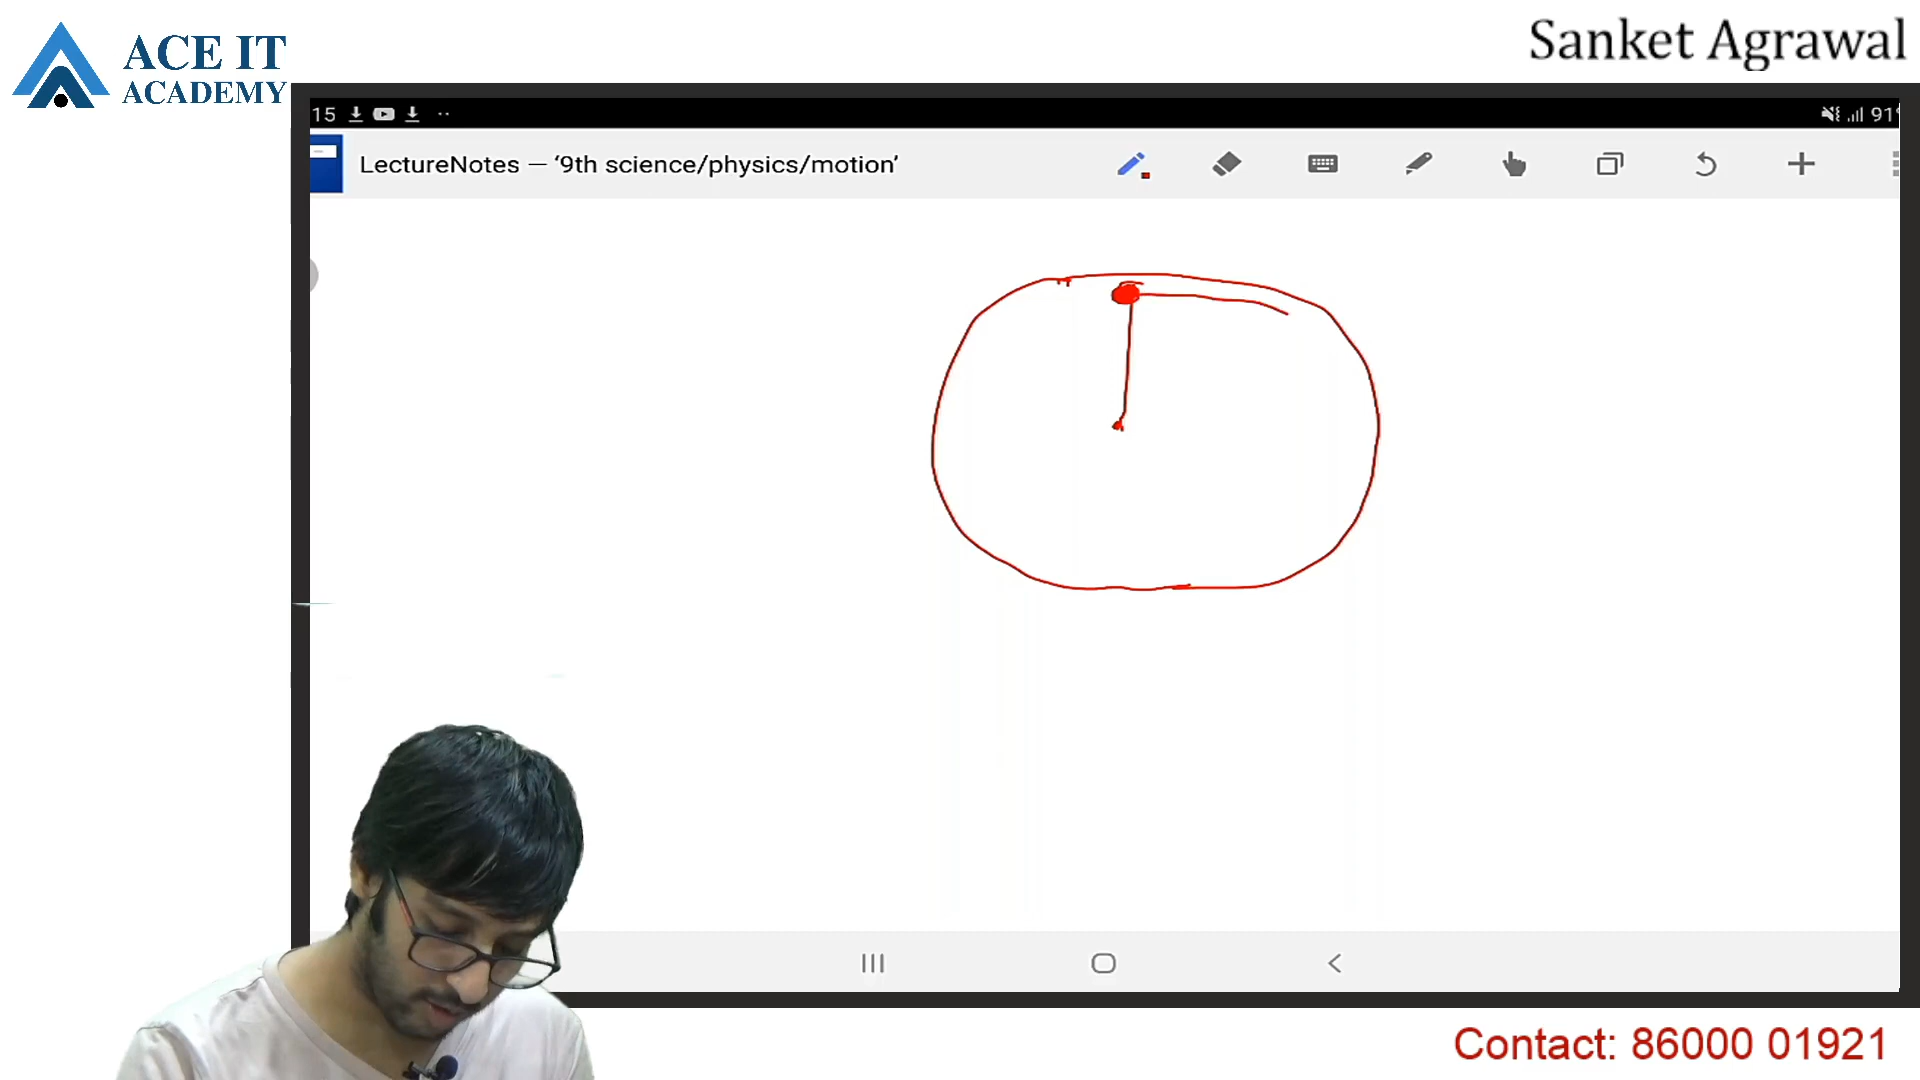 ACE IT
ACADEMY
Sanket Agrawal
15
91
LectureNotes — ‘9th science/physics/motion’
Contact: 86000 01921